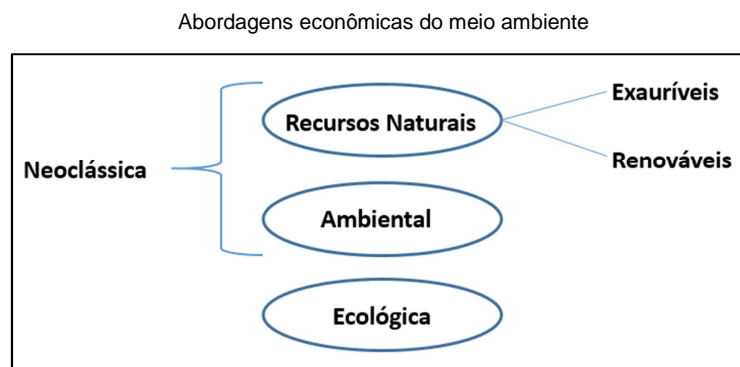 Abordagens econômicas do meio ambiente
Exauríveis
Recursos Naturais
Renováveis
Neoclássica
Ambiental
Ecológica